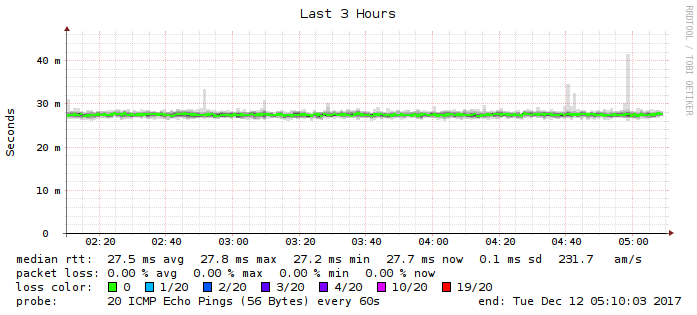 Last 3 Hours
RRDTOOL / TOBI OETIKER
Seconds
40 m
30 m
20 m
10 m
0
02:20 02:40 03:00 03:20 03:40 04:00 04:20 04:40 05:00
median rtt: 27.5 ms avg 27.8 ms max 27.2 ms min 27.7 ms now 0.1 ms sd 231.7 am/s
packet loss: 0.00 % avg 0.00 % max 0.00 % min 0.00 % now
loss color: 0 1/20 2/20 3/20 4/20 10/20 19/20
probe: 20 ICMP Echo Pings (56 Bytes) every 60s end: Tue Dec 12 05:10:03 2017